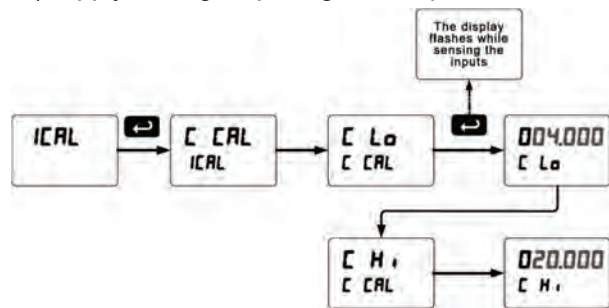 The display
flashes while
sensing the
inputs
ICAL
C CAL
ICAL
C Lo
C CAL
004.000
C Lo
C Hi
C CAL
020.000
C Hi